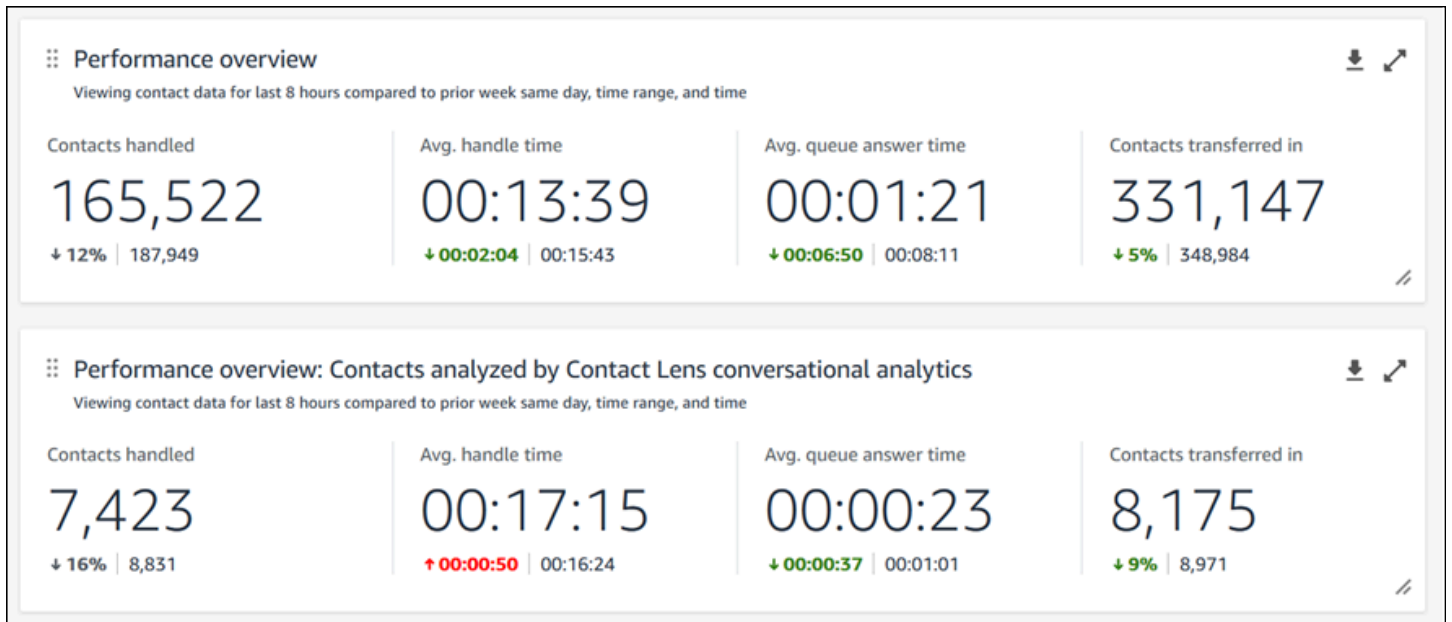 Performance overview
Viewing contact data for last 8 hours compared to prior week same day, time range, and time
Contacts handled
165,522
↓ 12% | 187,949
Avg. handle time
00:13:39
↓ 00:02:04 | 00:15:43
Avg. queue answer time
00:01:21
↓ 00:06:50 | 00:08:11
Contacts transferred in
331,147
↓ 5% | 348,984
Performance overview: Contacts analyzed by Contact Lens conversational analytics
Viewing contact data for last 8 hours compared to prior week same day, time range, and time
Contacts handled
7,423
↓ 16% | 8,831
Avg. handle time
00:17:15
↑ 00:00:50 | 00:16:24
Avg. queue answer time
00:00:23
↓ 00:00:37 | 00:01:01
Contacts transferred in
8,175
↓ 9% | 8,971